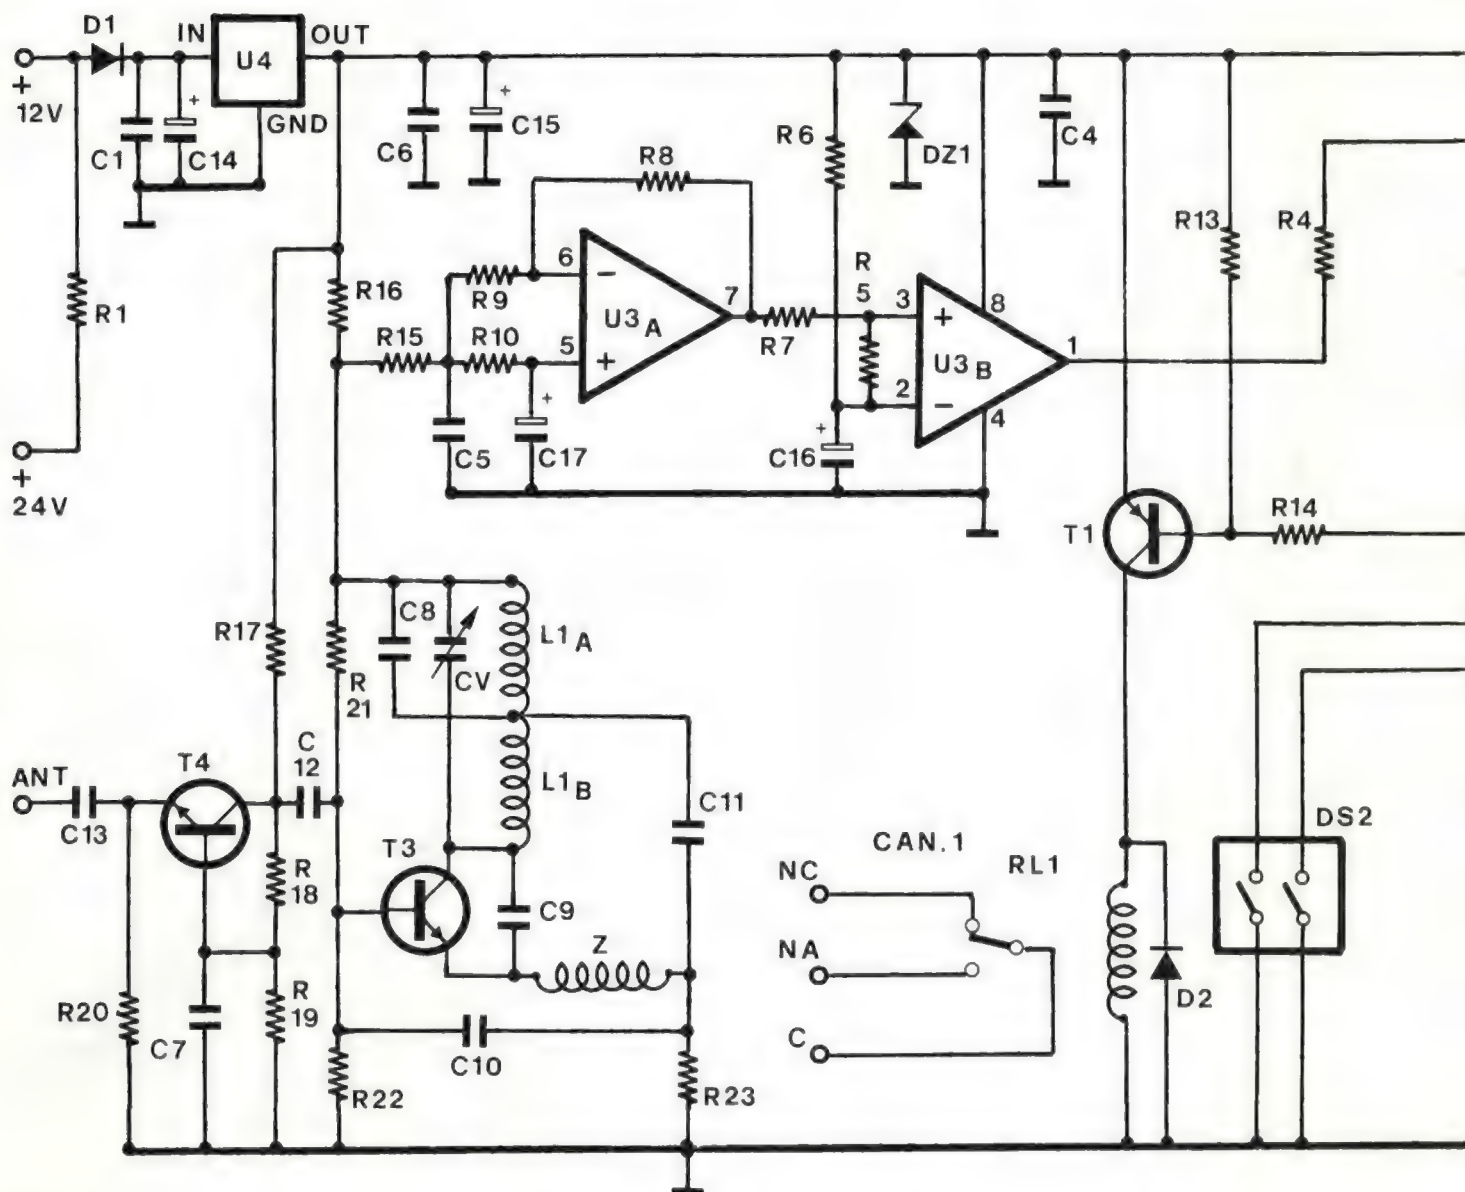 D1
IN
OUT
U4
+
12V
GND
C1
+
C14
C6
+
C15
R6
DZ1
C4
R8
R13
R4
R1
R16
R9
6
−
7
R
5
3
+
8
U3A
R15
R10
5
+
R7
U3B
1
2
−
4
+
C5
C17
+
C16
+
24V
T1
R14
C8
L1A
R17
CV
R
21
ANT
T4
C
12
L1B
C11
C13
T3
CAN.1
DS2
NC
RL1
R
18
C9
NA
Z
R20
R
19
D2
C7
C10
C
R22
R23